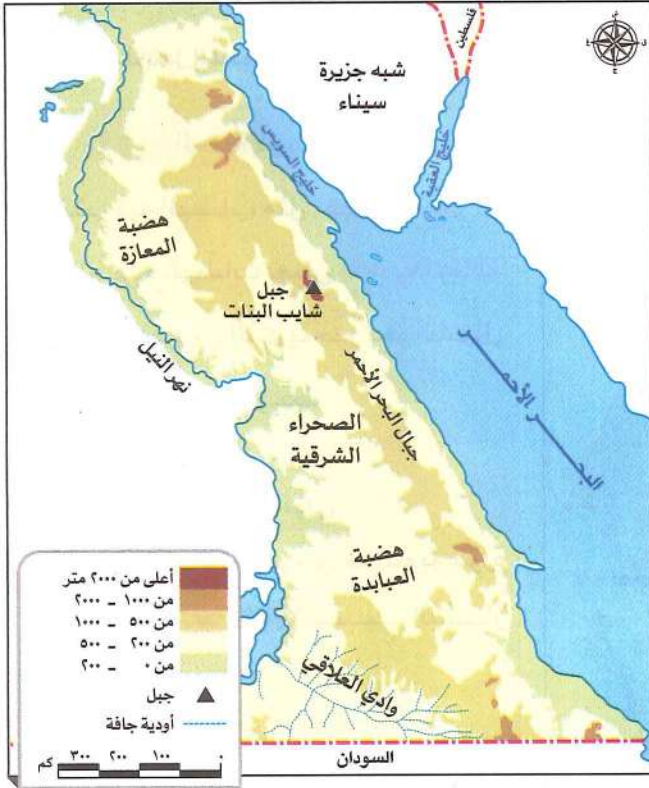 ش
ق
ج
غ
فلسطين
شبه جزيرة
سيناء
خليج السويس
خليج العقبة
هضبة
المعازة
جبل
شايب البنات
نهر النيل
جبال البحر الأحمر
البحر الأحمر
الصحراء
الشرقية
هضبة
العبابدة
وادي العلاقي
السودان
أعلى من ٢٠٠٠ متر
من ١٠٠٠ - ٢٠٠٠
من ٥٠٠ - ١٠٠٠
من ٢٠٠ - ٥٠٠
من ٠ - ٢٠٠
جبل
أودية جافة
٣٠٠ ٢٠٠ ١٠٠ ٠
كم